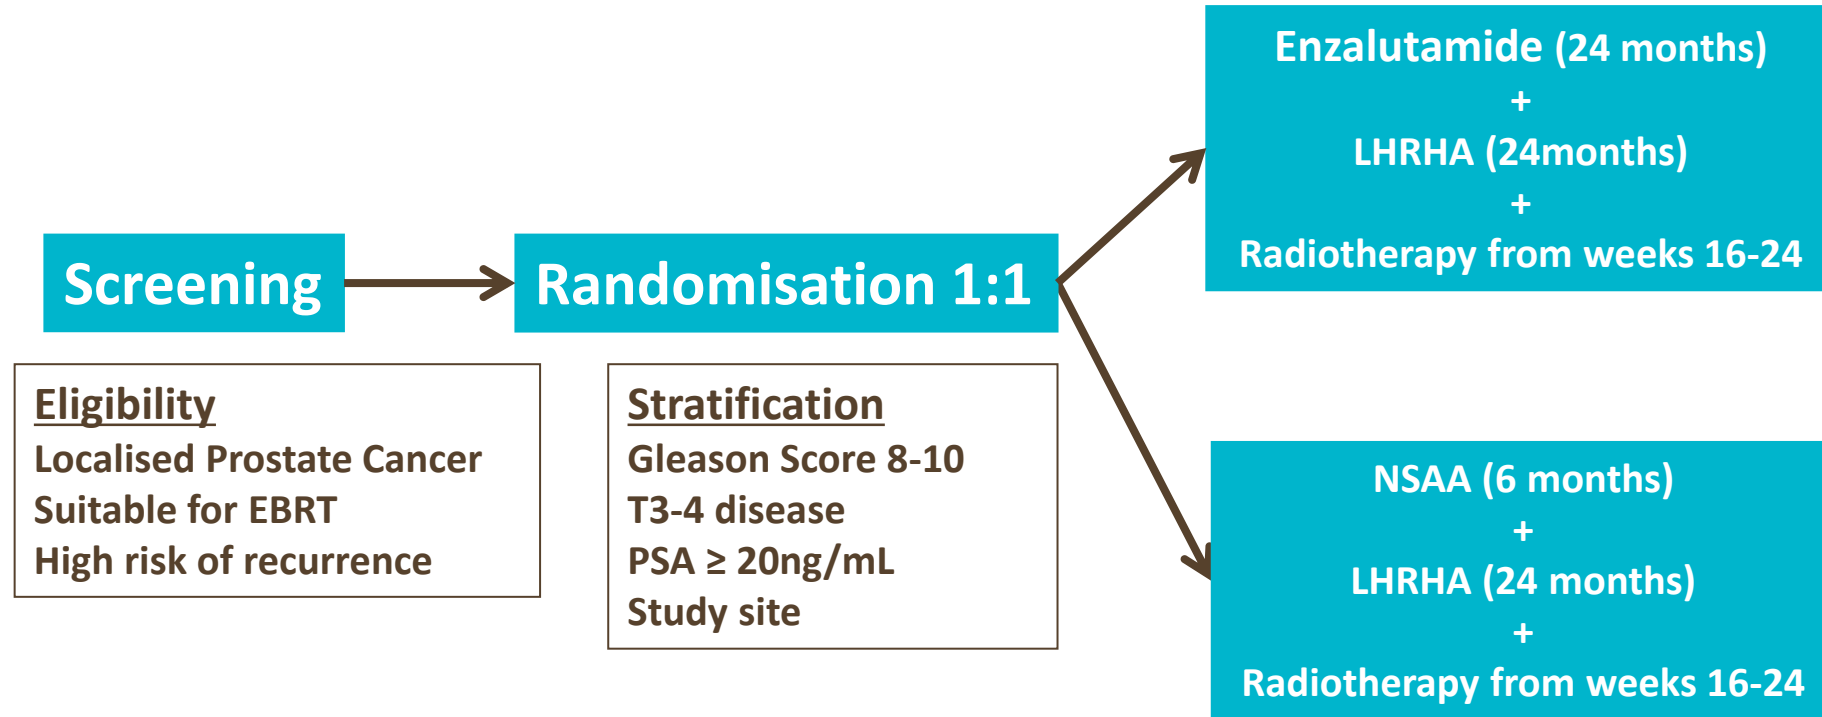 Screening
Eligibility
Localised Prostate Cancer
Suitable for EBRT
High risk of recurrence
Randomisation 1:1
Stratification
Gleason Score 8-10
T3-4 disease
PSA ≥ 20ng/mL
Study site
Enzalutamide (24 months)
+
LHRHA (24months)
+
Radiotherapy from weeks 16-24
NSAA (6 months)
+
LHRHA (24 months)
+
Radiotherapy from weeks 16-24